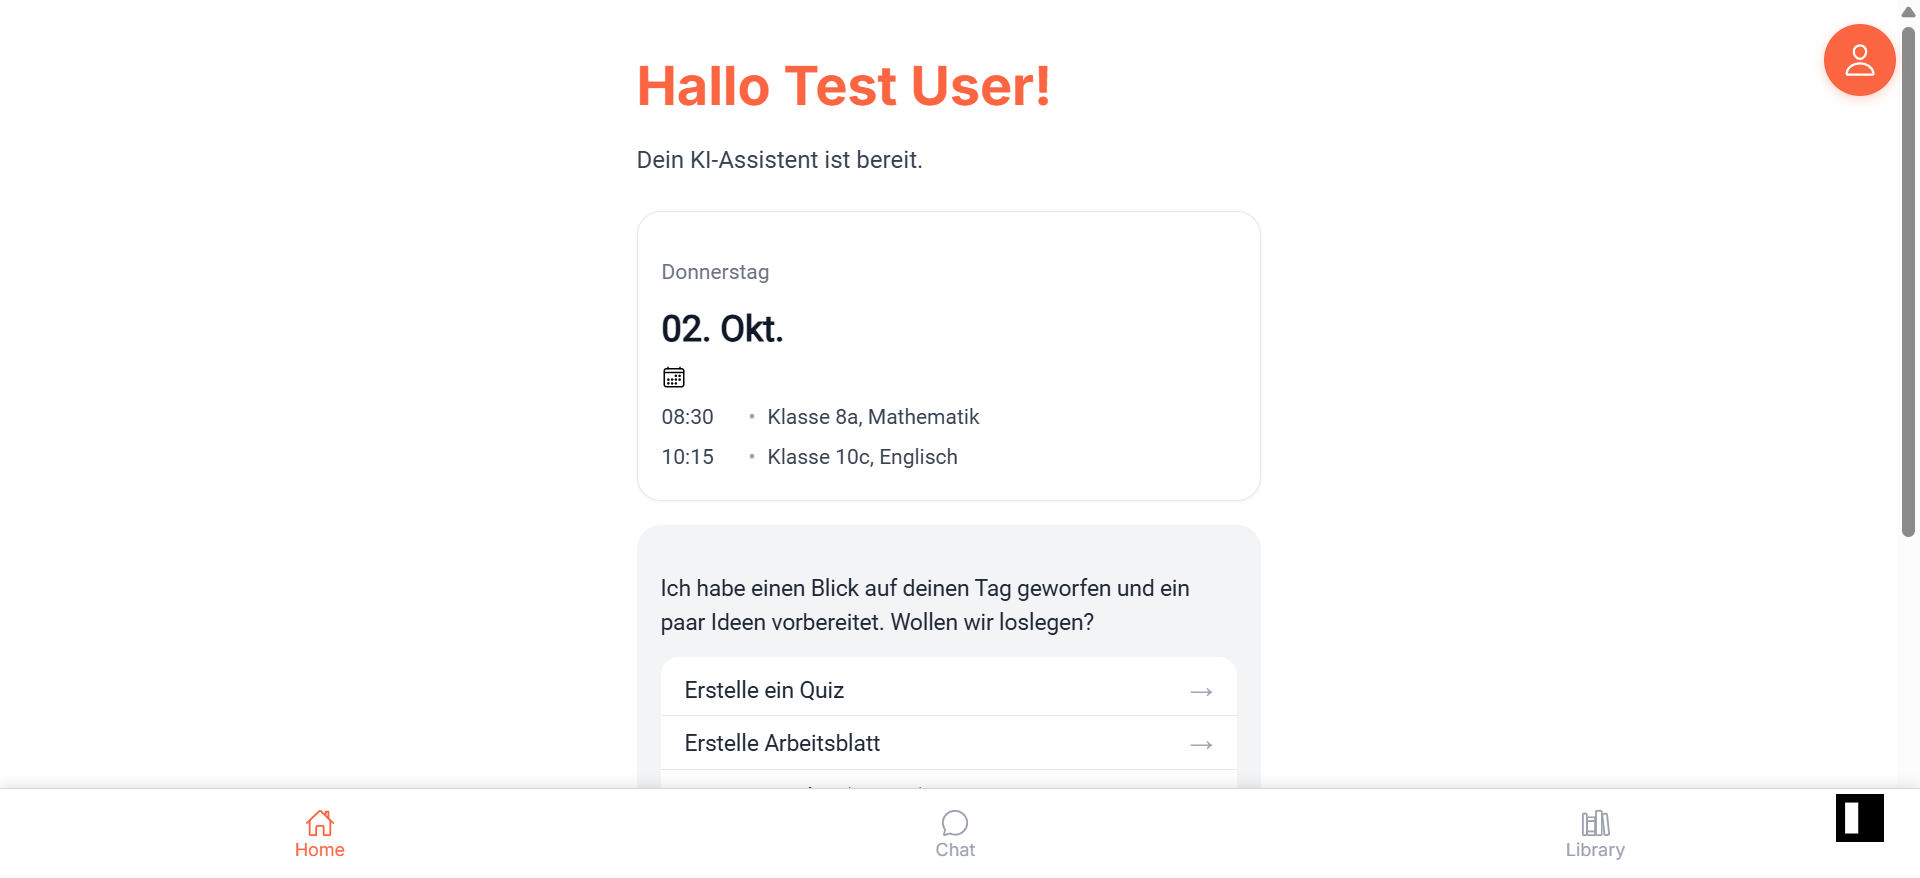 Hallo Test User!
Dein KI-Assistent ist bereit.
Donnerstag
02. Okt.
08:30 • Klasse 8a, Mathematik
10:15 • Klasse 10c, Englisch
Ich habe einen Blick auf deinen Tag geworfen und ein
paar Ideen vorbereitet. Wollen wir loslegen?
Erstelle ein Quiz →
Erstelle Arbeitsblatt →
Home
Chat
Library